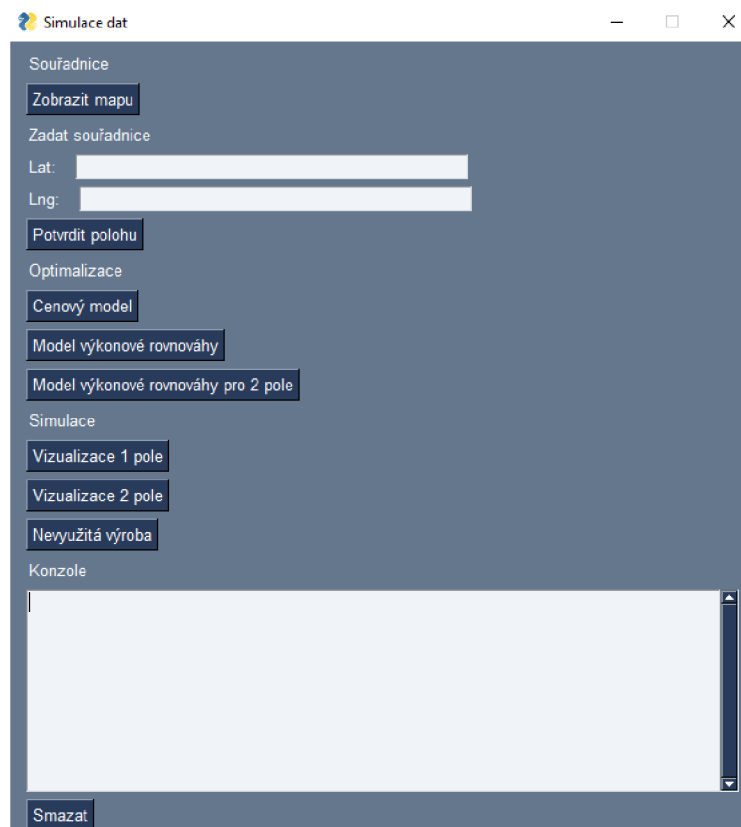 Simulace dat
Souřadnice
Zobrazit mapu
Zadat souřadnice
Lat:
Lng:
Potvrdit polohu
Optimalizace
Cenový model
Model výkonové rovnováhy
Model výkonové rovnováhy pro 2 pole
Simulace
Vizualizace 1 pole
Vizualizace 2 pole
Nevyužitá výroba
Konzole
Smazat